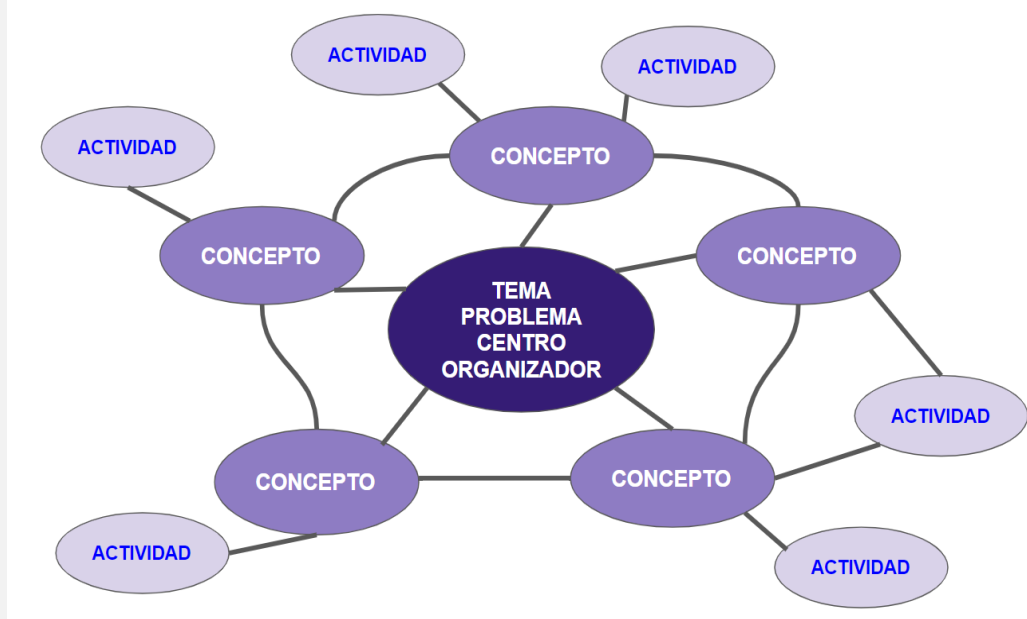 ACTIVIDAD
ACTIVIDAD
ACTIVIDAD
CONCEPTO
CONCEPTO
CONCEPTO
TEMA
PROBLEMA
CENTRO
ORGANIZADOR
ACTIVIDAD
CONCEPTO
CONCEPTO
ACTIVIDAD
ACTIVIDAD